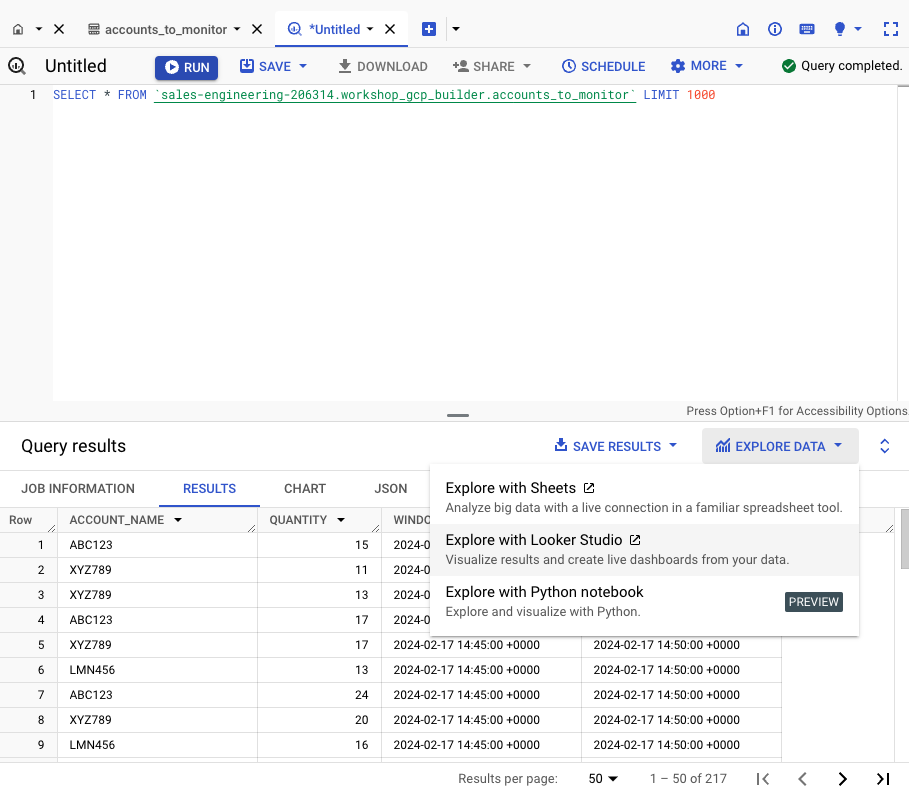 accounts_to_monitor
*Untitled
Untitled
RUN
SAVE
DOWNLOAD
SHARE
SCHEDULE
MORE
Query completed.
1 SELECT * FROM `sales-engineering-206314.workshop_gcp_builder.accounts_to_monitor` LIMIT 1000
Press Option+F1 for Accessibility Options
Query results
SAVE RESULTS
EXPLORE DATA
JOB INFORMATION
RESULTS
CHART
JSON
Explore with Sheets
Analyze big data with a live connection in a familiar spreadsheet tool.
Explore with Looker Studio
Visualize results and create live dashboards from your data.
Explore with Python notebook
Explore and visualize with Python.
PREVIEW
Row ACCOUNT_NAME QUANTITY WINDO
1 ABC123 15 2024-0
2 XYZ789 11 2024-0
3 XYZ789 13 2024-0
4 ABC123 17 2024-0
5 XYZ789 17 2024-02-17 14:45:00 +0000 2024-02-17 14:50:00 +0000
6 LMN456 13 2024-02-17 14:45:00 +0000 2024-02-17 14:50:00 +0000
7 ABC123 24 2024-02-17 14:45:00 +0000 2024-02-17 14:50:00 +0000
8 XYZ789 20 2024-02-17 14:45:00 +0000 2024-02-17 14:50:00 +0000
9 LMN456 16 2024-02-17 14:45:00 +0000 2024-02-17 14:50:00 +0000
Results per page: 50 1 – 50 of 217